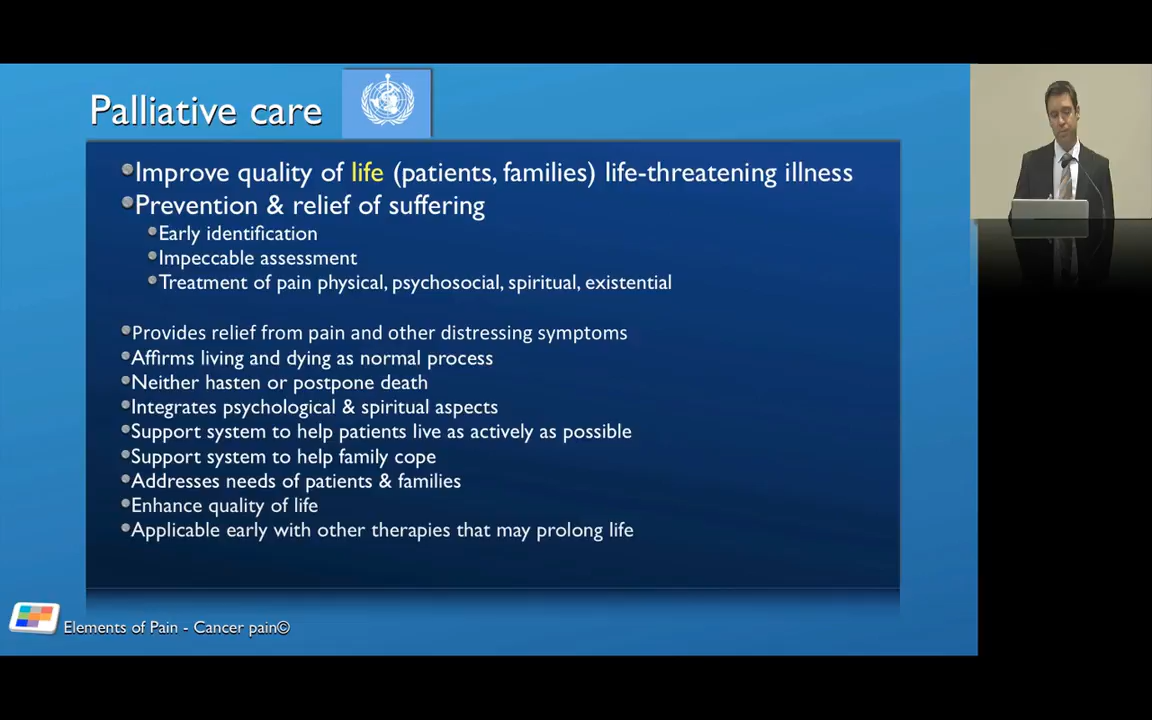 Palliative care
Improve quality of life (patients, families) life-threatening illness
Prevention & relief of suffering
Early identification
Impeccable assessment
Treatment of pain physical, psychosocial, spiritual, existential
Provides relief from pain and other distressing symptoms
Affirms living and dying as normal process
Neither hasten or postpone death
Integrates psychological & spiritual aspects
Support system to help patients live as actively as possible
Support system to help family cope
Addresses needs of patients & families
Enhance quality of life
Applicable early with other therapies that may prolong life
Elements of Pain - Cancer pain©